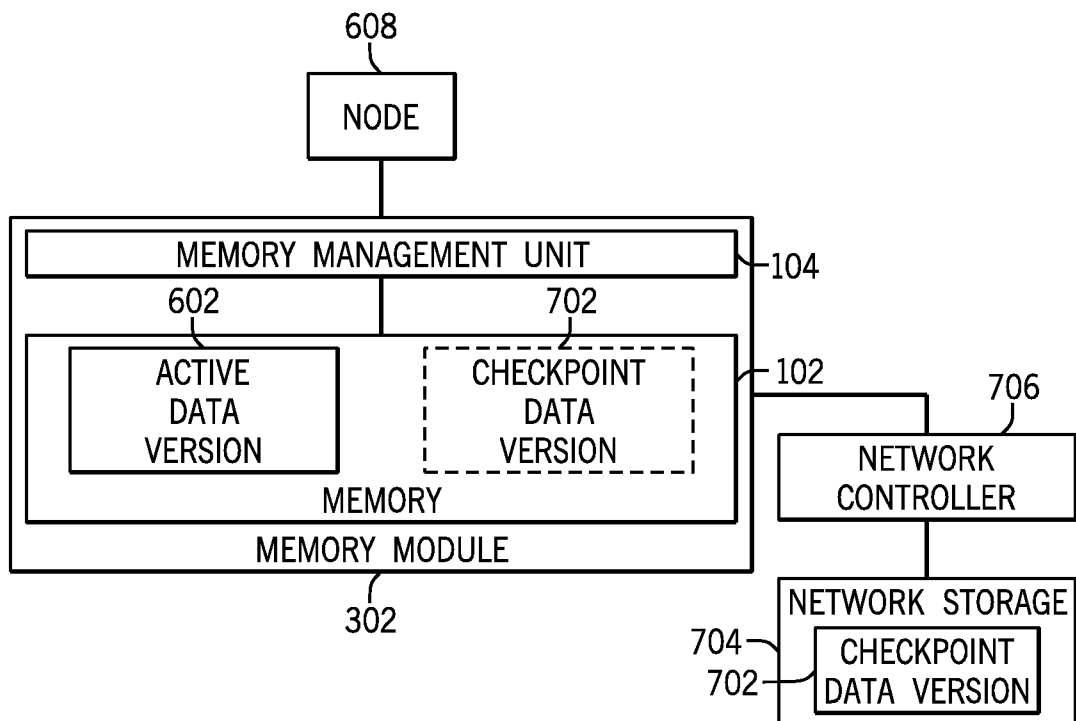 608
NODE
MEMORY MANAGEMENT UNIT
104
602
702
ACTIVE
DATA
VERSION
CHECKPOINT
DATA
VERSION
102
MEMORY
MEMORY MODULE
302
706
NETWORK
CONTROLLER
NETWORK STORAGE
704
702
CHECKPOINT
DATA VERSION